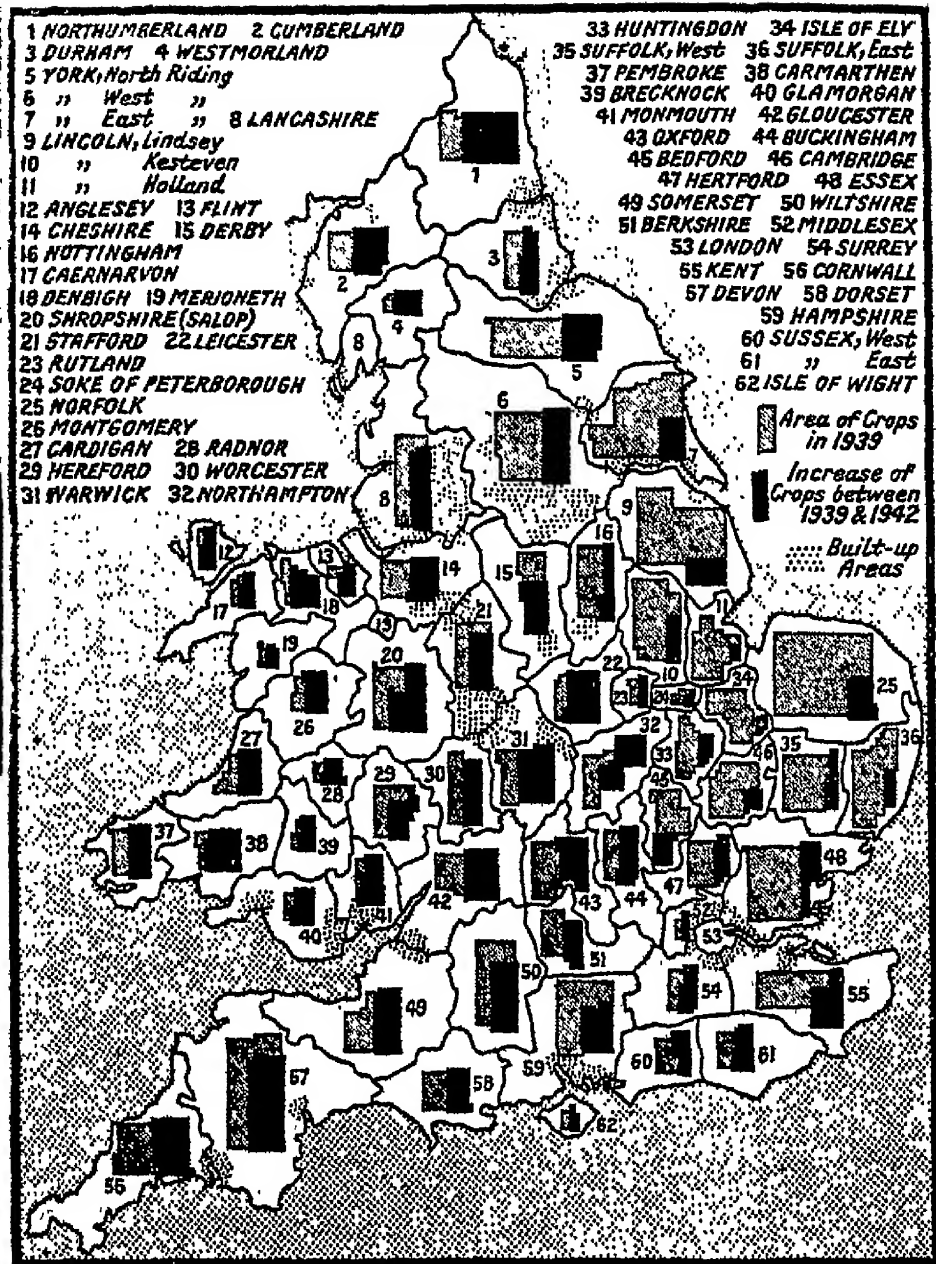 1 NORTHUMBERLAND 2 CUMBERLAND
3 DURHAM 4 WESTMORLAND
5 YORK, North Riding
6 „ West „
7 „ East „ 8 LANCASHIRE
9 LINCOLN, Lindsey
10 „ Kesteven
11 „ Holland
12 ANGLESEY 13 FLINT
14 CHESHIRE 15 DERBY
16 NOTTINGHAM
17 CAERNARVON
18 DENBIGH 19 MERIONETH
20 SHROPSHIRE (SALOP)
21 STAFFORD 22 LEICESTER
23 RUTLAND
24 SOKE OF PETERBOROUGH
25 NORFOLK
26 MONTGOMERY
27 CARDIGAN 28 RADNOR
29 HEREFORD 30 WORCESTER
31 WARWICK 32 NORTHAMPTON
33 HUNTINGDON 34 ISLE OF ELY
35 SUFFOLK, West 36 SUFFOLK, East
37 PEMBROKE 38 CARMARTHEN
39 BRECKNOCK 40 GLAMORGAN
41 MONMOUTH 42 GLOUCESTER
43 OXFORD 44 BUCKINGHAM
45 BEDFORD 46 CAMBRIDGE
47 HERTFORD 48 ESSEX
49 SOMERSET 50 WILTSHIRE
51 BERKSHIRE 52 MIDDLESEX
53 LONDON 54 SURREY
55 KENT 56 CORNWALL
57 DEVON 58 DORSET
59 HAMPSHIRE
60 SUSSEX, West
61 „ East
62 ISLE OF WIGHT
Area of Crops
in 1939
Increase of
Crops between
1939 & 1942
Built-up
Areas
1
2
3
4
8
5
6
7
8
9
12
13
14
15
16
17
18
11
19
19
20
21
22
23
10
24
34
25
26
27
28
29
30
31
32
33
46
35
36
37
38
39
45
40
41
42
43
44
47
48
52
53
49
50
51
54
55
57
58
59
60
61
56
62